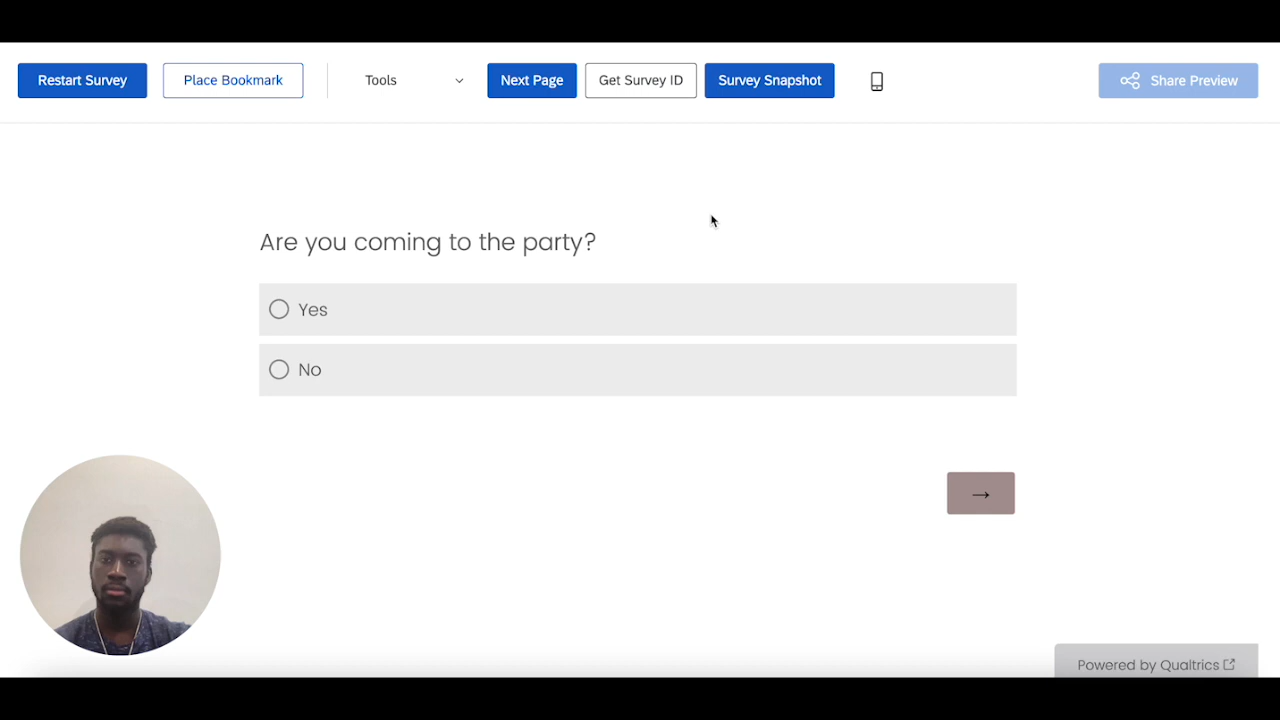 Restart Survey
Place Bookmark
Tools
Next Page
Get Survey ID
Survey Snapshot
Share Preview
Are you coming to the party?
Yes
No
→
Powered by Qualtrics